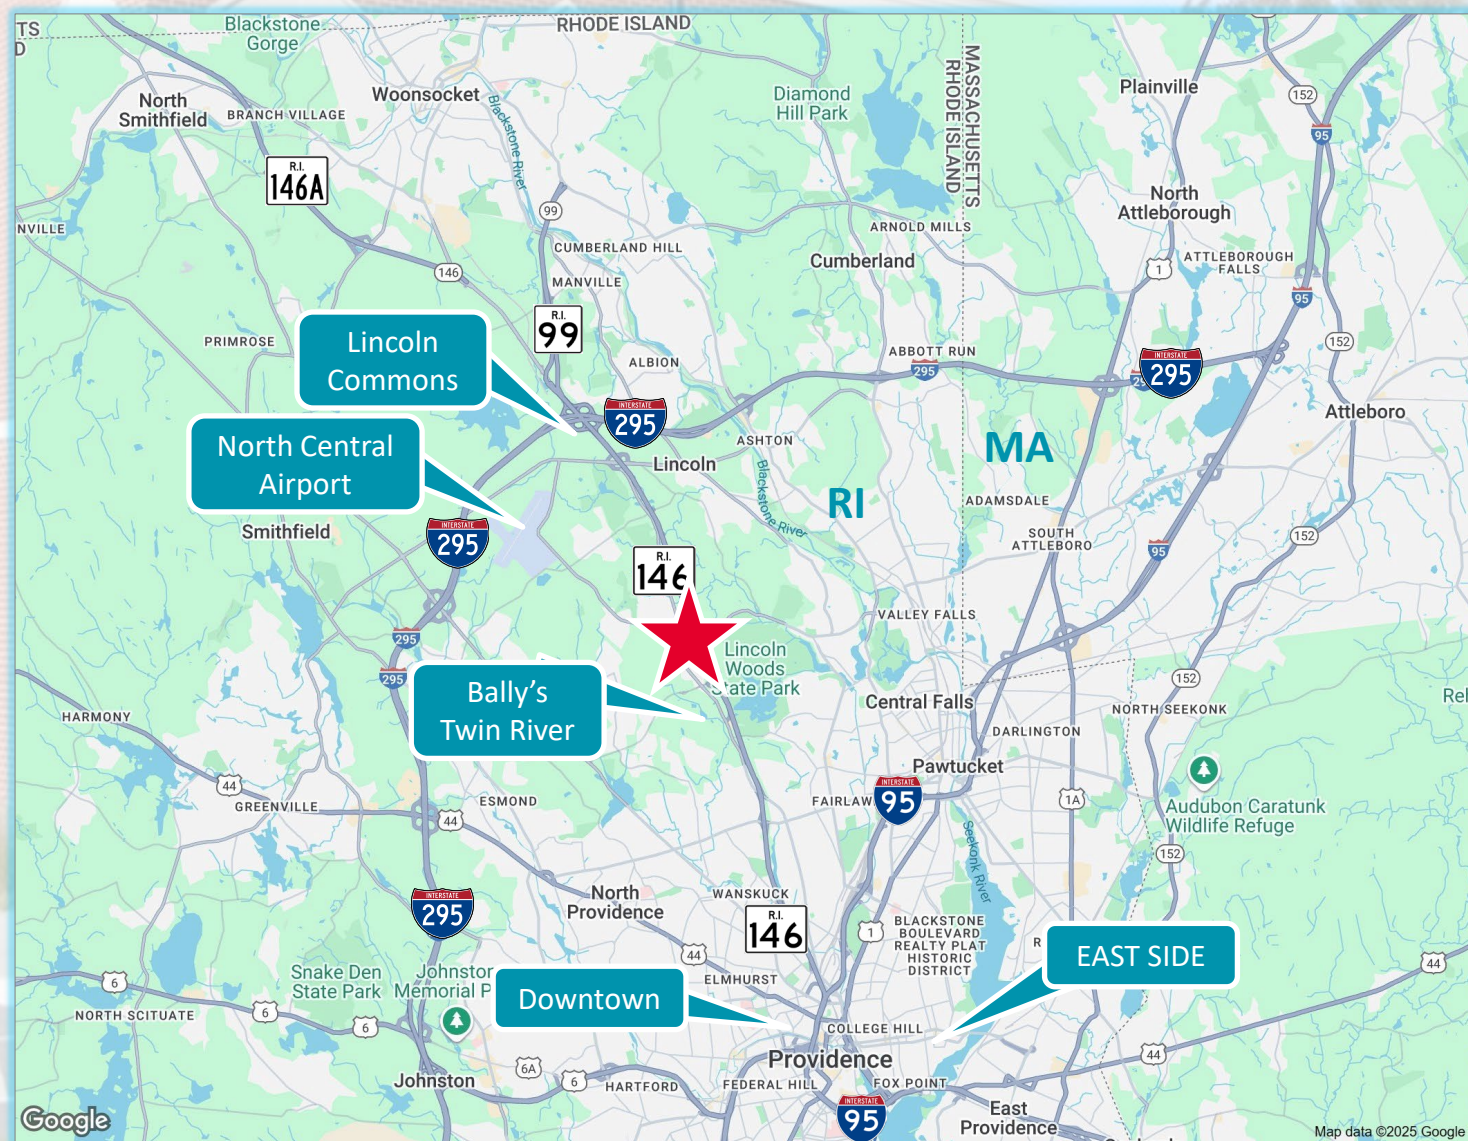 TS
D
Blackstone
Gorge
RHODE ISLAND
MASSACHUSETTS
RHODE ISLAND
Plainville
152
95
North
Smithfield
BRANCH VILLAGE
Woonsocket
Blackstone River
Diamond
Hill Park
R.I.
146A
99
North
Attleborough
NVILLE
CUMBERLAND HILL
ARNOLD MILLS
Cumberland
146
MANVILLE
1
ATTLEBOROUGH
FALLS
95
R.I.
99
PRIMROSE
Lincoln
Commons
ALBION
ABBOTT RUN
295
INTERSTATE
295
152
INTERSTATE
295
Attleboro
North Central
Airport
ASHTON
Lincoln
MA
RI
Blackstone River
ADAMSDALE
Smithfield
INTERSTATE
295
SOUTH
ATTLEBORO
95
152
R.I.
146
VALLEY FALLS
295
295
Lincoln
Woods
State Park
Bally's
Twin River
Central Falls
152
NORTH SEEKONK
Rel
HARMONY
DARLINGTON
Pawtucket
44
GREENVILLE
ESMOND
44
FAIRLAW
INTERSTATE
95
1A
Audubon Caratunk
Wildlife Refuge
Seekonk River
152
North
Providence
WANSKUCK
INTERSTATE
295
R.I.
146
1
BLACKSTONE
BOULEVARD
REALTY PLAT
HISTORIC
DISTRICT
R
EAST SIDE
44
44
6
Snake Den
State Park
Johnston
Memorial P
ELMHURST
Downtown
NORTH SCITUATE
6
6
COLLEGE HILL
Providence
44
Johnston
6A
6
HARTFORD
FEDERAL HILL
FOX POINT
INTERSTATE
95
East
Providence
Google
Map data ©2025 Google